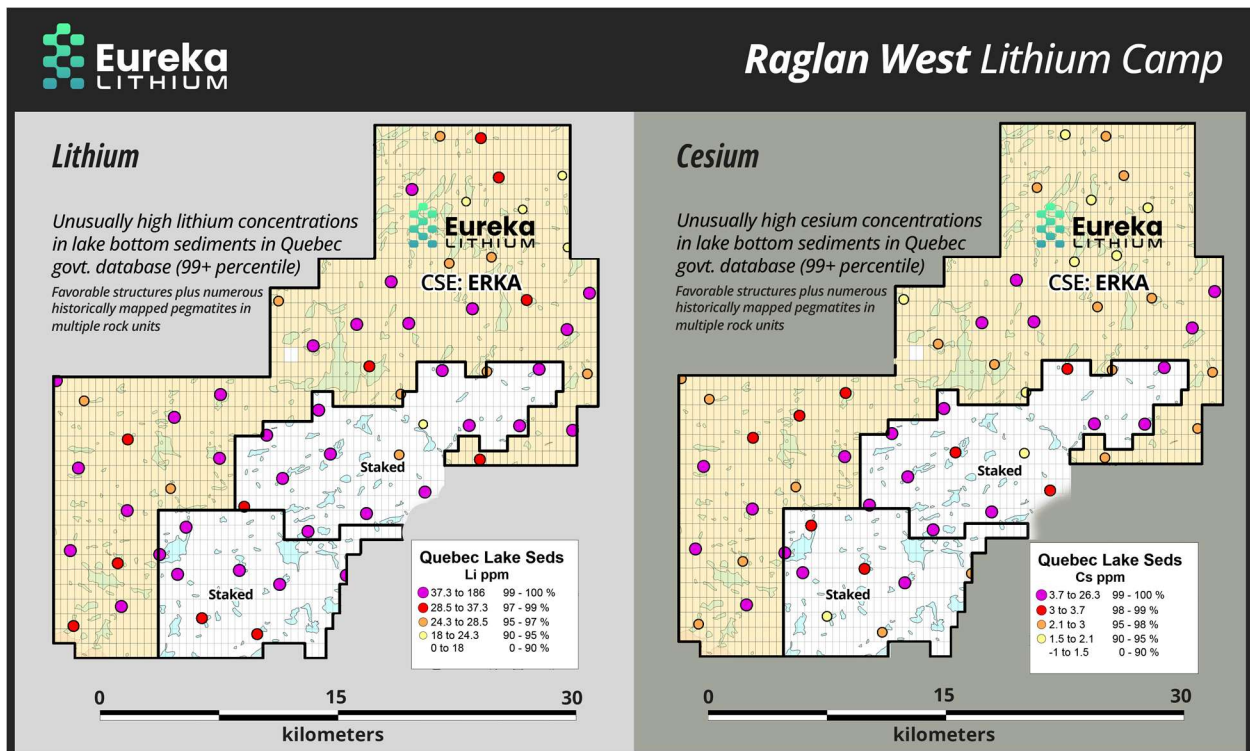 Eureka
LITHIUM
Raglan West Lithium Camp
Lithium
Unusually high lithium concentrations
in lake bottom sediments in Quebec
govt. database (99+ percentile)
Favorable structures plus numerous
historically mapped pegmatites in
multiple rock units
Eureka
LITHIUM
CSE: ERKA
Staked
Staked
Quebec Lake Seds
Li ppm
37.3 to 186 99 - 100 %
28.5 to 37.3 97 - 99 %
24.3 to 28.5 95 - 97 %
18 to 24.3 90 - 95 %
0 to 18 0 - 90 %
0 15 30
kilometers
Cesium
Unusually high cesium concentrations
in lake bottom sediments in Quebec
govt. database (99+ percentile)
Favorable structures plus numerous
historically mapped pegmatites in
multiple rock units
Eureka
LITHIUM
CSE: ERKA
Staked
Staked
Quebec Lake Seds
Cs ppm
3.7 to 26.3 99 - 100 %
3 to 3.7 98 - 99 %
2.1 to 3 95 - 98 %
1.5 to 2.1 90 - 95 %
-1 to 1.5 0 - 90 %
0 15 30
kilometers